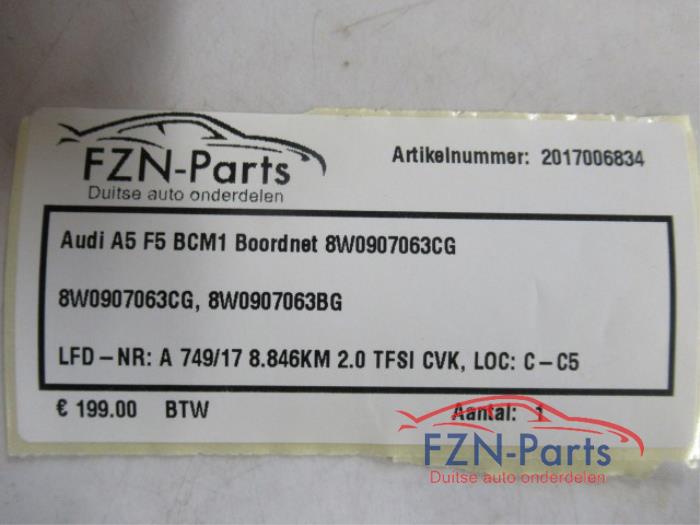 FZN-Parts
Duitse auto onderdelen
Artikelnummer: 2017006834
Audi A5 F5 BCM1 Boordnet 8W0907063CG
8W0907063CG, 8W0907063BG
LFD-NR: A 749/17 8.846KM 2.0 TFSI CVK, LOC: C-C5
€ 199.00 BTW Aantal: 1
FZN-Parts
Duitse auto onderdelen